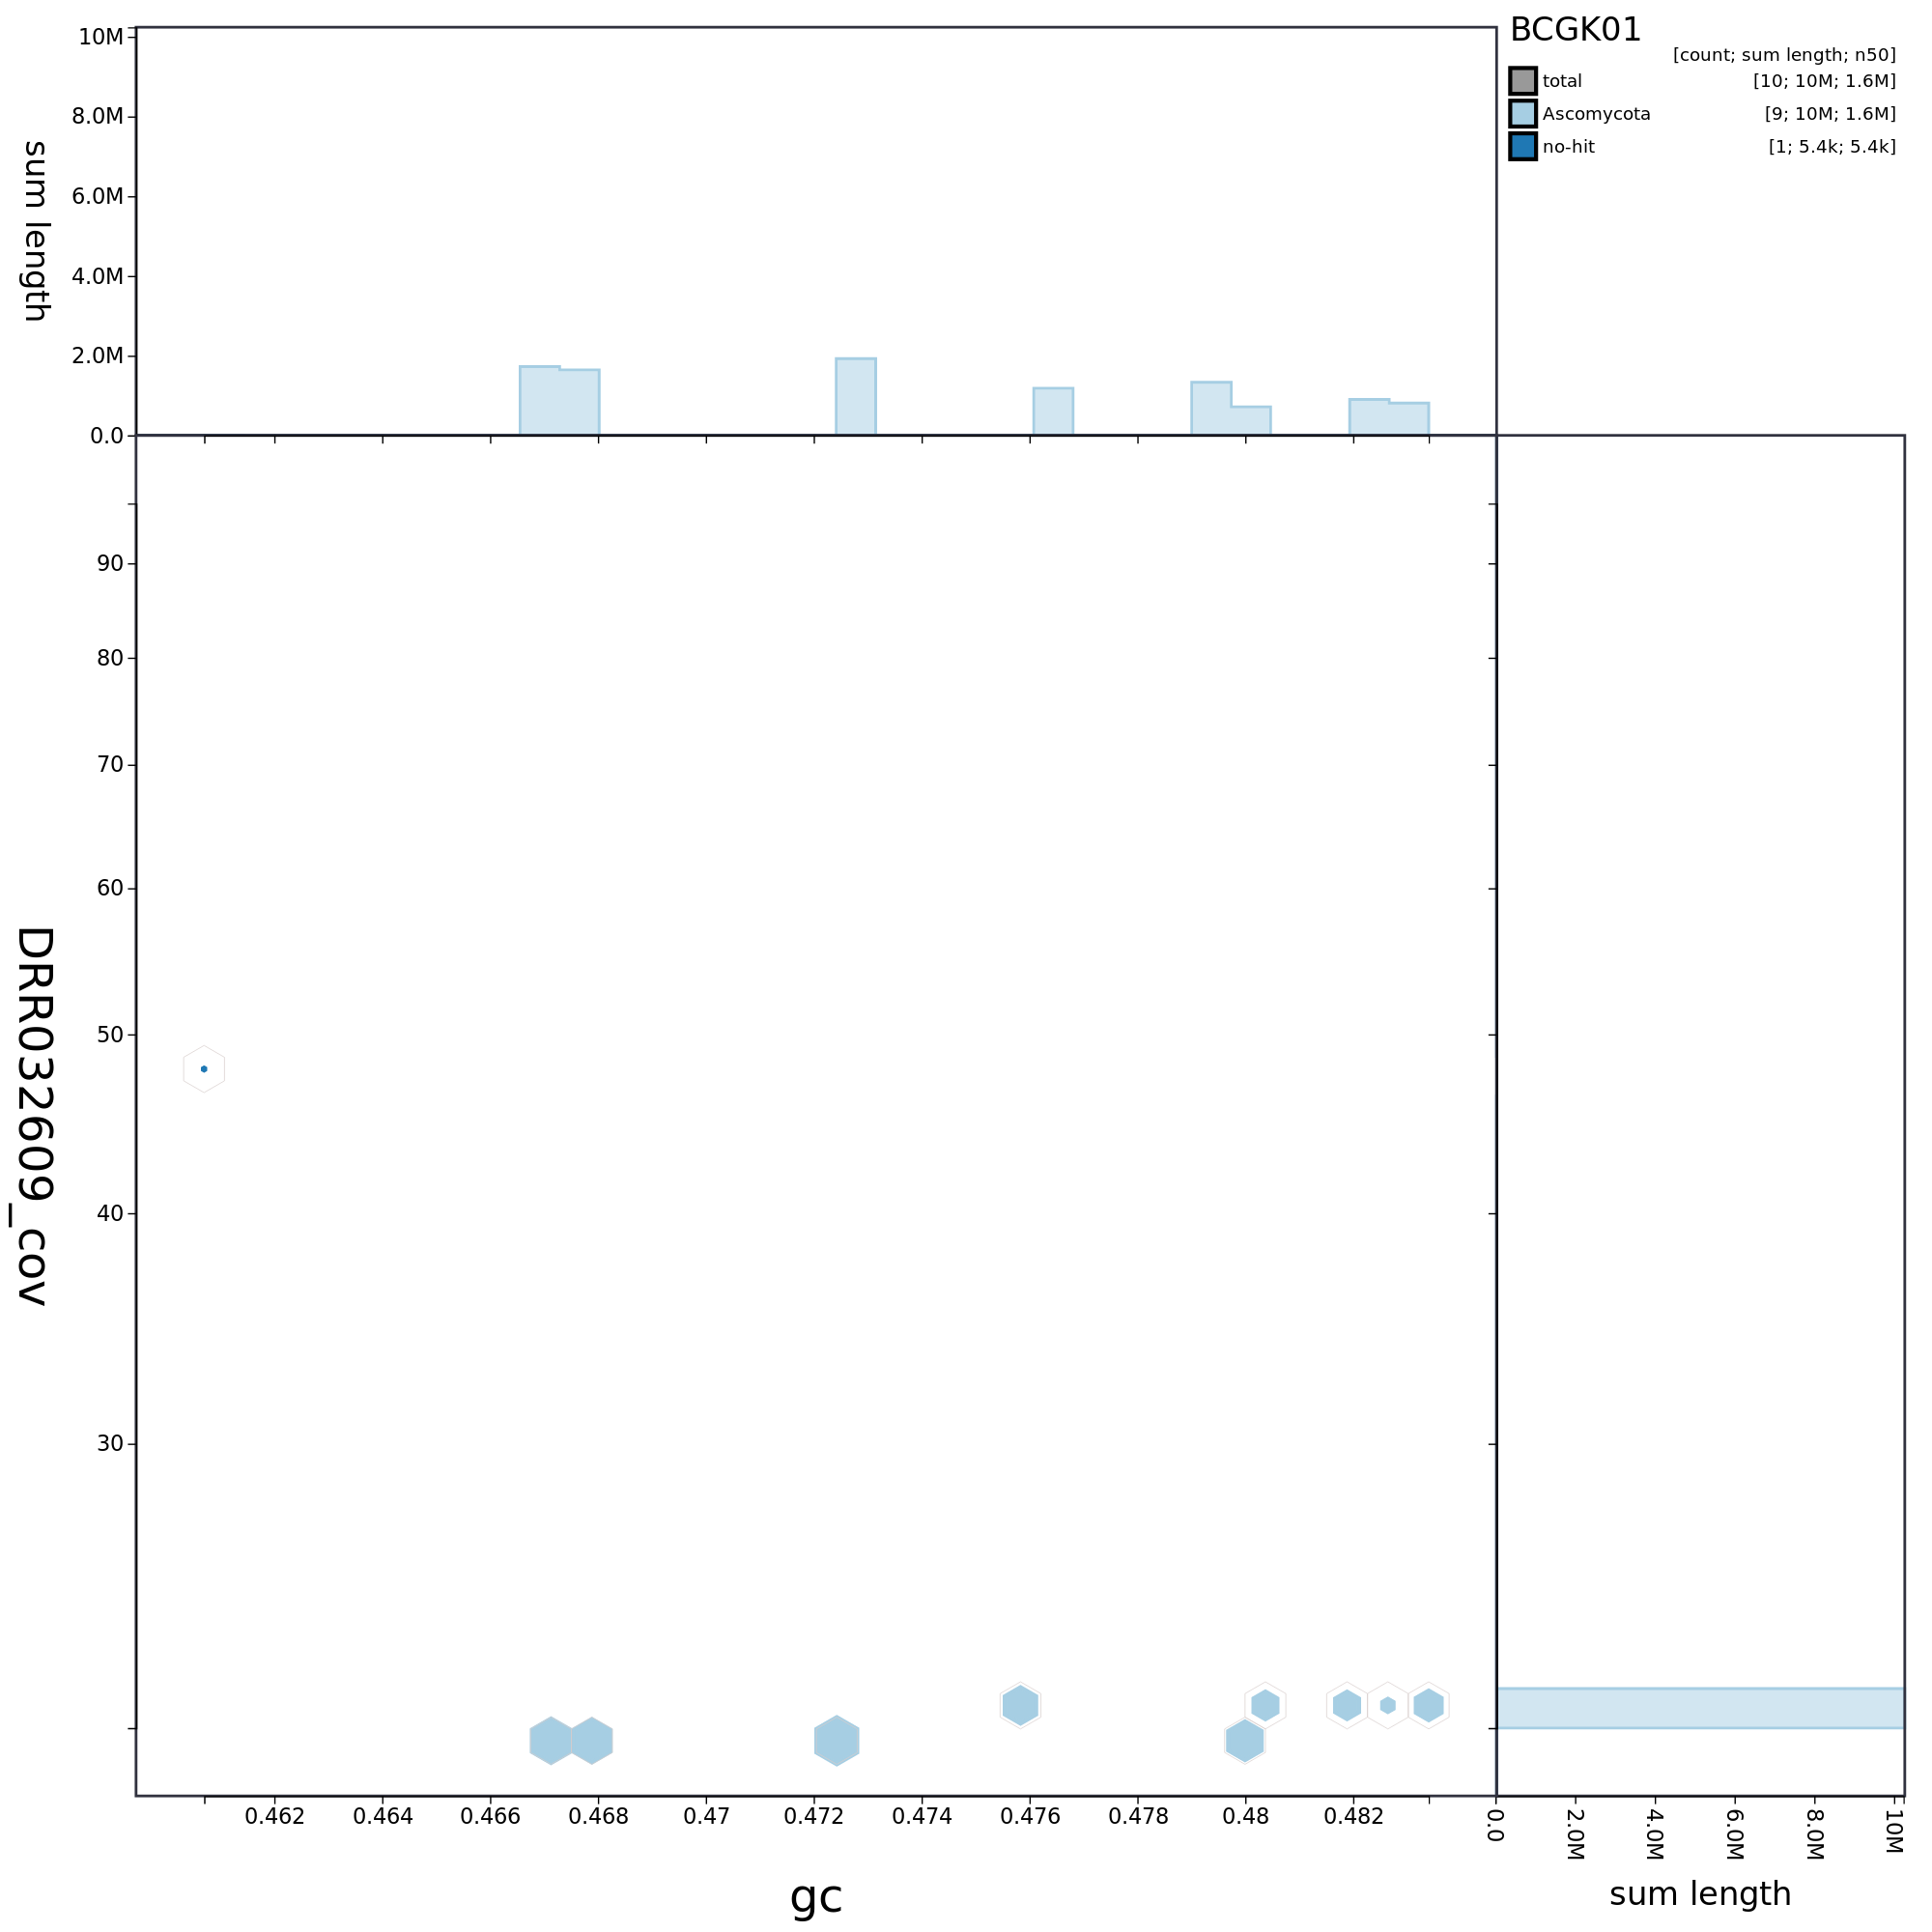 BCGK01
[count; sum length; n50]
total [10; 10M; 1.6M]
Ascomycota [9; 10M; 1.6M]
no-hit [1; 5.4k; 5.4k]
sum length
10M
8.0M
6.0M
4.0M
2.0M
0.0
DRR032609_cov
90
80
70
60
50
40
30
0.462 0.464 0.466 0.468 0.47 0.472 0.474 0.476 0.478 0.48 0.482
gc
0.0 2.0M 4.0M 6.0M 8.0M 10M
sum length